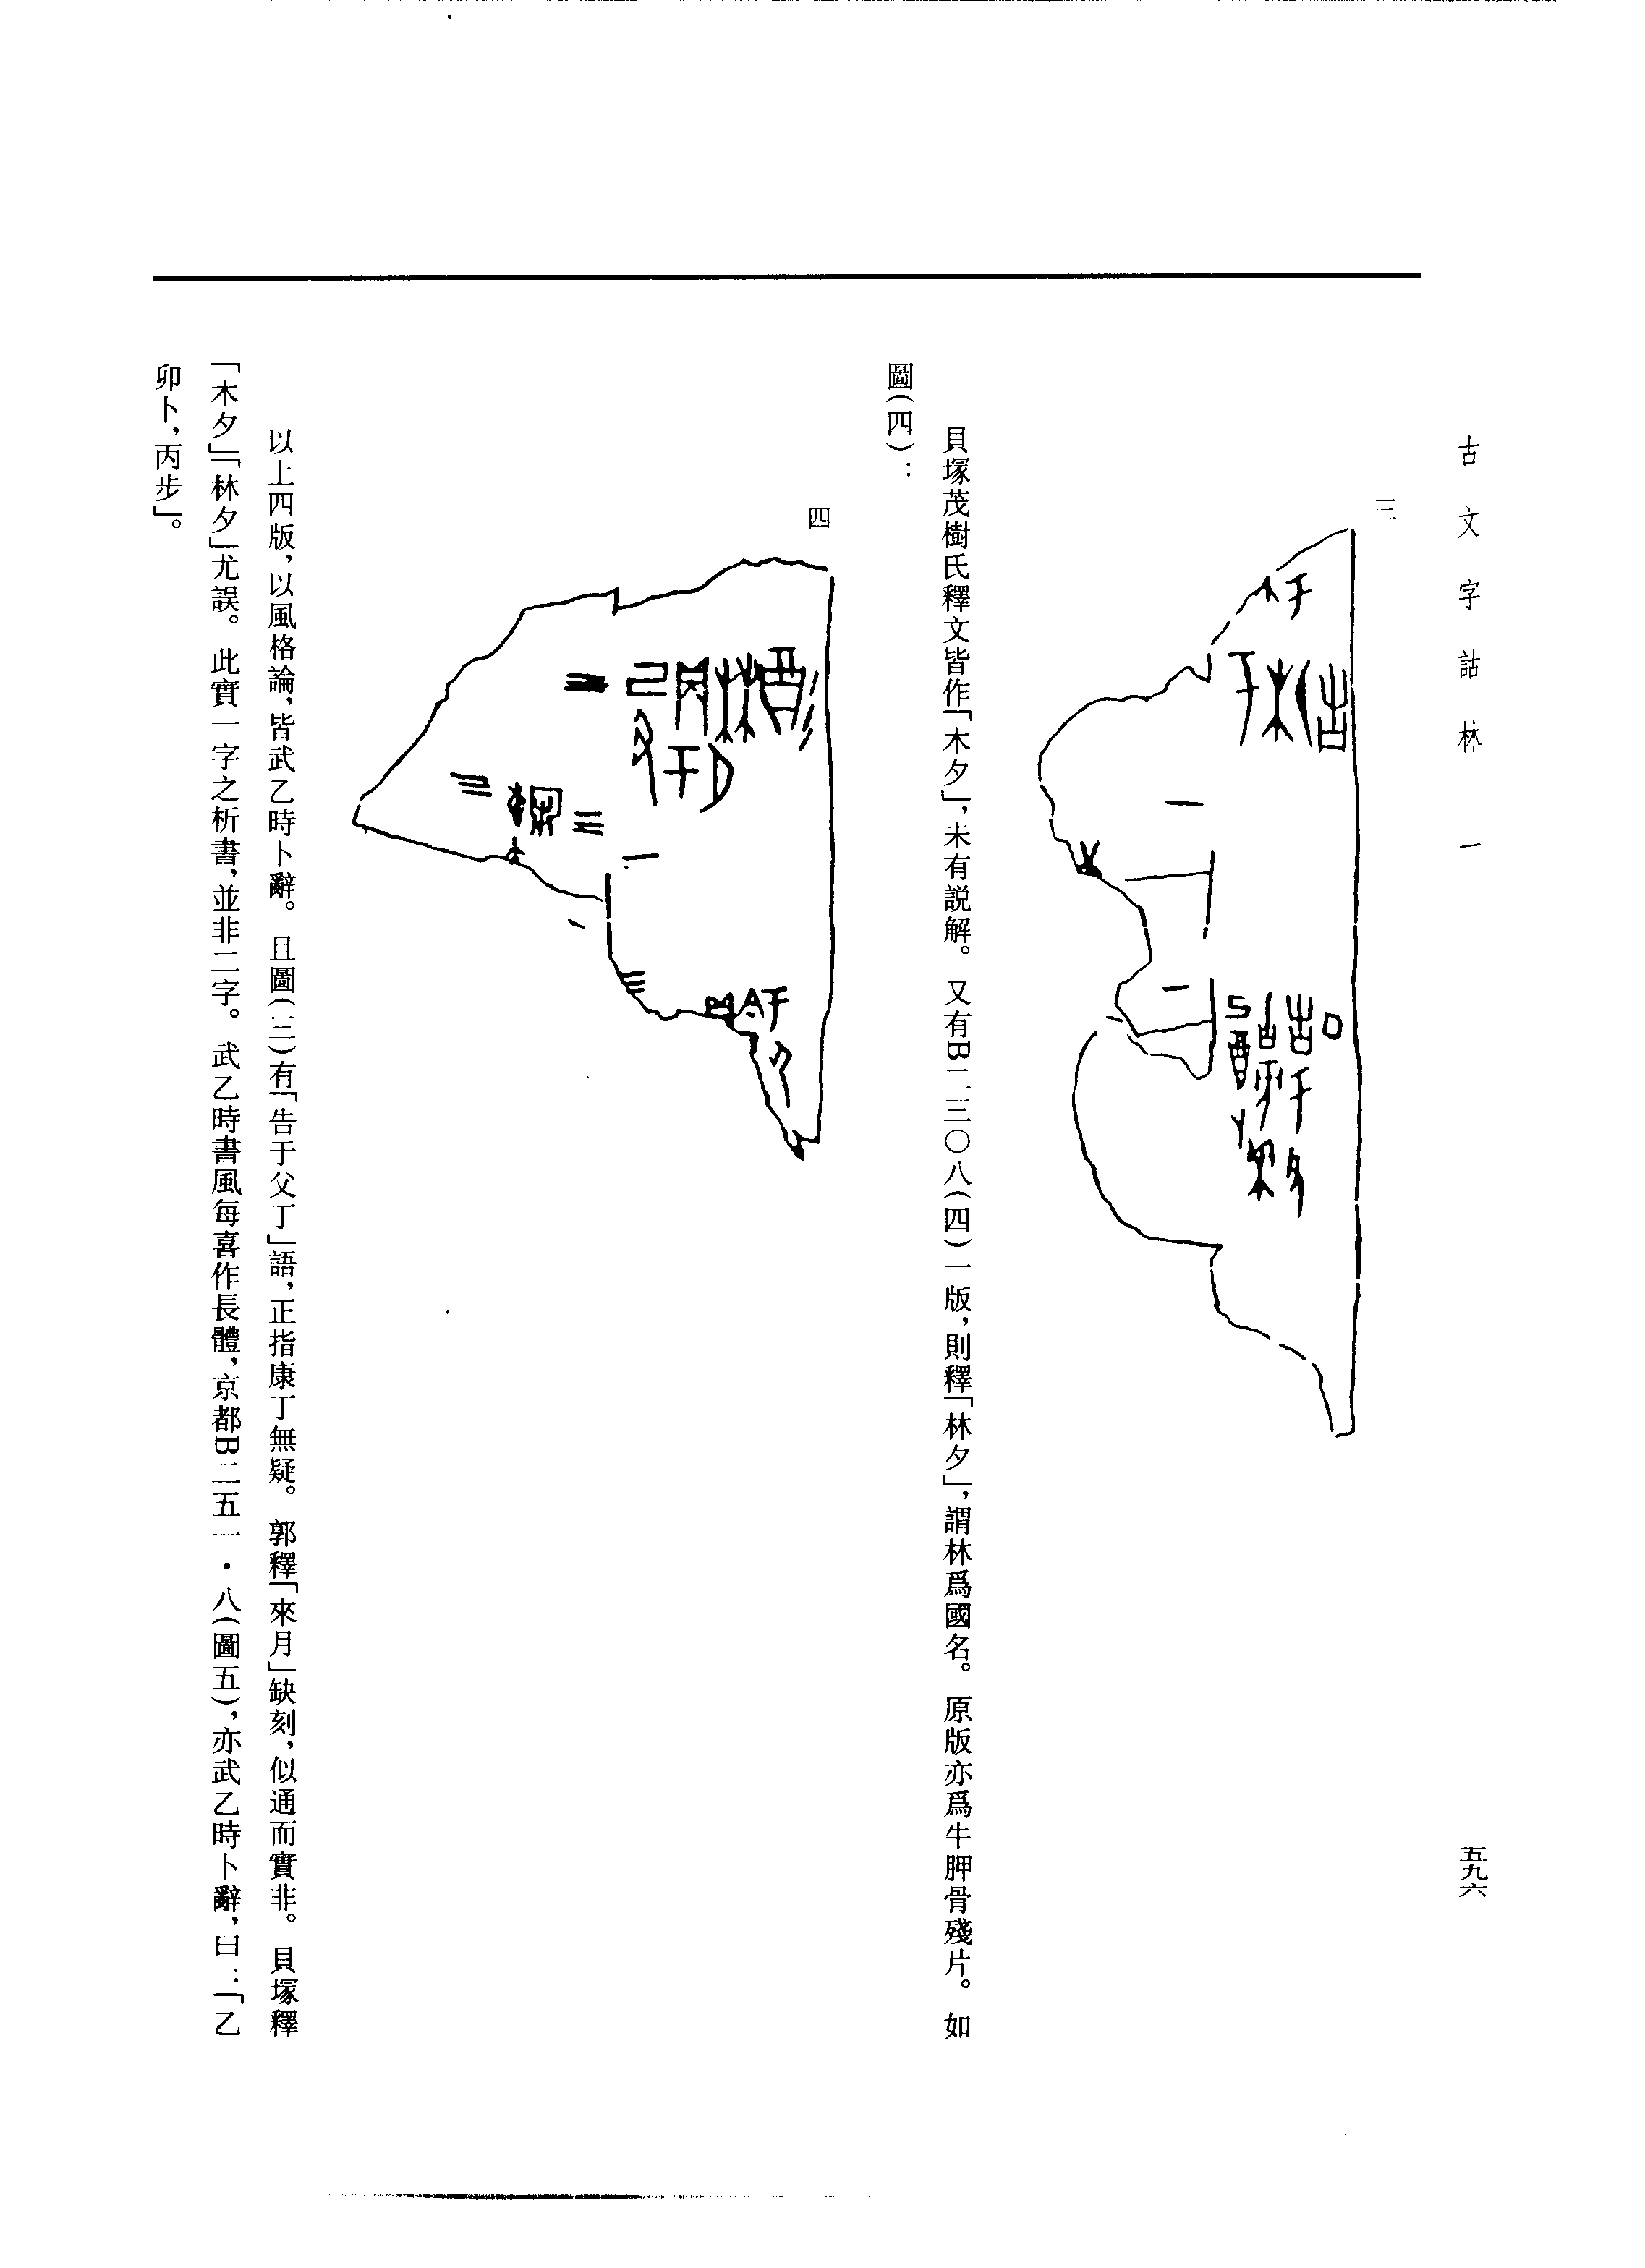 古文字詁林 一
五九六
三
貝塚茂樹氏釋文皆作「木夕」，未有説解。又有B二三〇八(四)一版，則釋「林夕」，謂林爲國名。原版亦爲牛胛骨殘片。如
圖(四)：
四
以上四版，以風格論，皆武乙時卜辭。且圖(三)有「告于父丁」語，正指康丁無疑。郭釋「來月」缺刻，似通而實非。貝塚釋
「木夕」「林夕」尤誤。此實一字之析書，並非二字。武乙時書風每喜作長體，京都B二五一·八(圖五)，亦武乙時卜辭，曰：「乙
卯卜，丙步」。